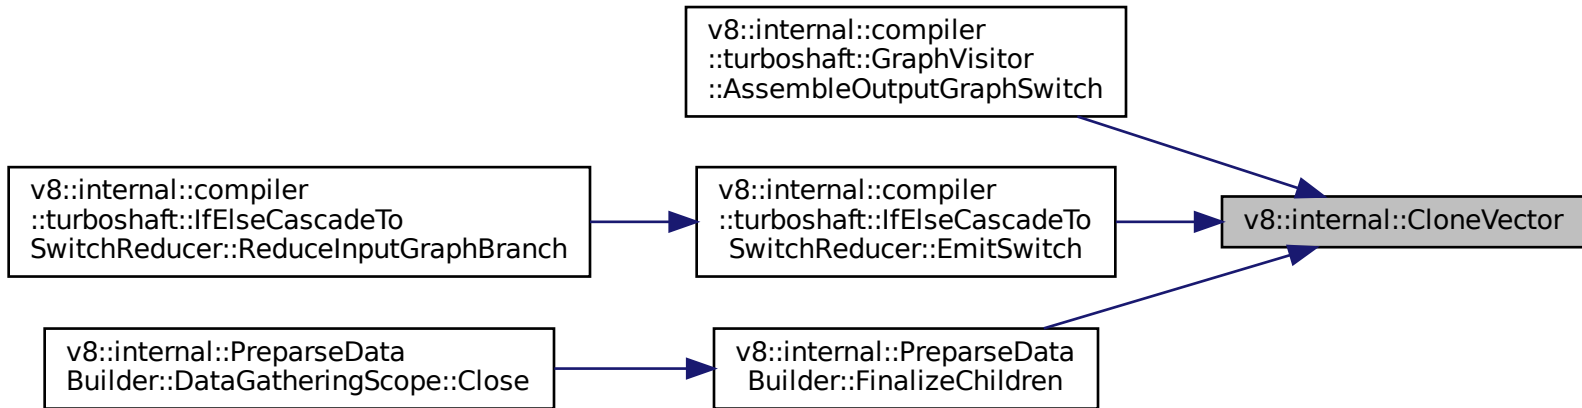 v8::internal::compiler
::turboshaft::GraphVisitor
::AssembleOutputGraphSwitch
v8::internal::compiler
::turboshaft::IfElseCascadeTo
SwitchReducer::ReduceInputGraphBranch
v8::internal::compiler
::turboshaft::IfElseCascadeTo
SwitchReducer::EmitSwitch
v8::internal::CloneVector
v8::internal::PreparseData
Builder::DataGatheringScope::Close
v8::internal::PreparseData
Builder::FinalizeChildren